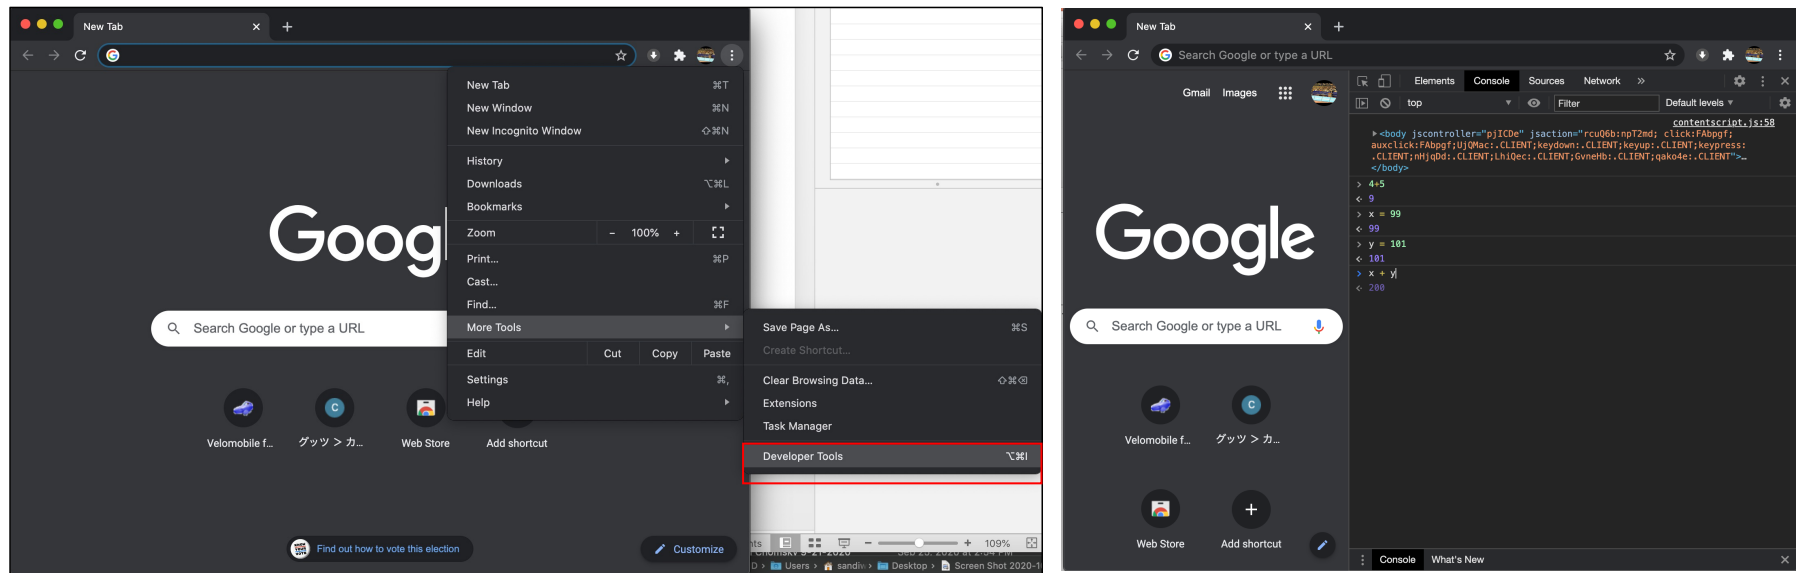 New Tab
New Tab ⌘T
New Window ⌘N
New Incognito Window ⇧⌘N
History
Downloads ⌥⌘L
Bookmarks
Zoom - 100% +
Print... ⌘P
Cast...
Find... ⌘F
More Tools
Edit Cut Copy Paste
Settings ⌘,
Help
Save Page As... ⌘S
Create Shortcut...
Clear Browsing Data... ⇧⌘⌫
Extensions
Task Manager
Developer Tools ⌥⌘I
Goog
Search Google or type a URL
C
Velomobile f... グッツ > カ... Web Store Add shortcut
Find out how to vote this election
Customize
109%
Users > sandiw > Desktop > Screen Shot 2020-1
New Tab
Search Google or type a URL
Gmail Images
Google
Search Google or type a URL
C
Velomobile f... グッツ > カ...
Web Store Add shortcut
Elements Console Sources Network »
top Filter Default levels
contentscript.js:58
<body jscontroller="pjICDe" jsaction="rcuQ6b:npT2md; click:FAbpgf;
auxclick:FAbpgf;UjQMac:.CLIENT;keydown:.CLIENT;keyup:.CLIENT;keypress:
.CLIENT;nHjqDd:.CLIENT;LhiQec:.CLIENT;GvneHb:.CLIENT;qako4e:.CLIENT">…
</body>
> 4+5
< 9
> x = 99
< 99
> y = 101
< 101
> x + y
< 200
Console What's New